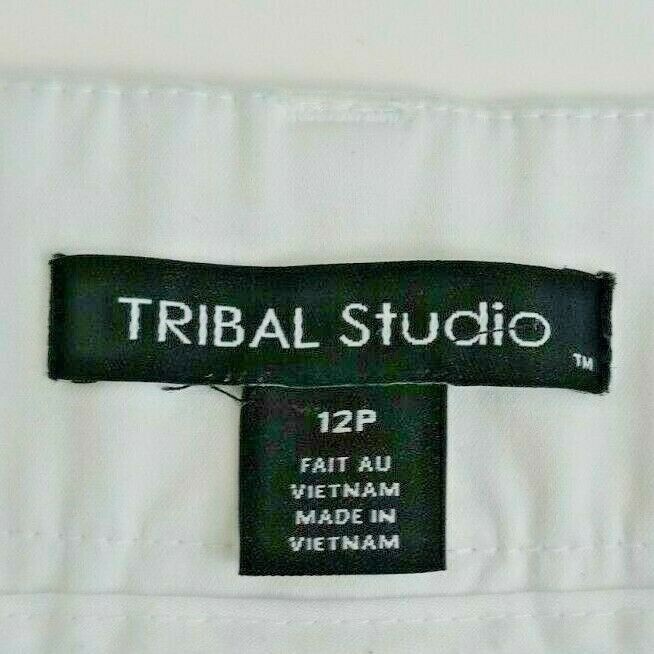 TRIBAL Studio
TM
12P
FAIT AU
VIETNAM
MADE IN
VIETNAM